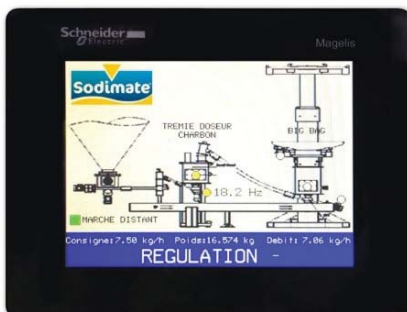 Schneider Electric
Magelis
Sodimate
TREMIE DOSEUR
CHARBON
BIG BAG
18.2 Hz
MARCHE DISTANT
Consigne:7.50 kg/h Poids:16.574 kg Debit: 7.06 kg/h
REGULATION -